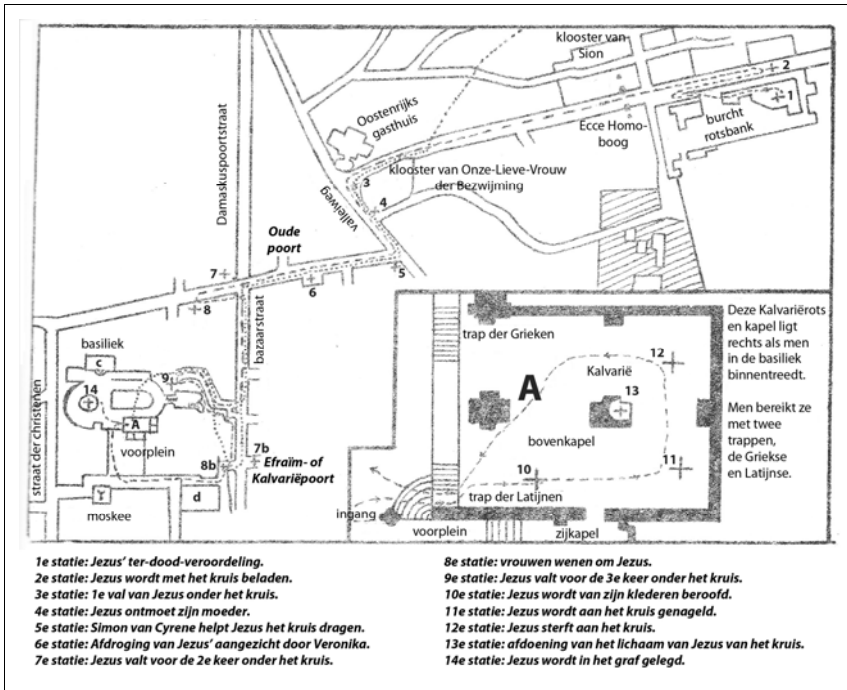 klooster van
Sion
2
1
burcht
rotsbank
Ecce Homo-
boog
Oostenrijks
gasthuis
klooster van Onze-Lieve-Vrouw
der Bezwijming
3
4
Damaskuspoortstraat
valleiweg
Oude
poort
5
6
7
8
bazaarstraat
basiliek
c
14
9
A
voorplein
straat der christenen
8b
7b
Efraïm- of
Kalvariëpoort
d
moskee
trap der Grieken
A
Kalvarië
12
13
bovenkapel
11
10
trap der Latijnen
ingang
voorplein
zijkapel
Deze Kalvariërots
en kapel ligt
rechts als men
in de basiliek
binnentreedt.
Men bereikt ze
met twee
trappen,
de Griekse
en Latijnse.
1e statie: Jezus’ ter-dood-veroordeling.
2e statie: Jezus wordt met het kruis beladen.
3e statie: 1e val van Jezus onder het kruis.
4e statie: Jezus ontmoet zijn moeder.
5e statie: Simon van Cyrene helpt Jezus het kruis dragen.
6e statie: Afdroging van Jezus’ aangezicht door Veronika.
7e statie: Jezus valt voor de 2e keer onder het kruis.
8e statie: vrouwen wenen om Jezus.
9e statie: Jezus valt voor de 3e keer onder het kruis.
10e statie: Jezus wordt van zijn klederen beroofd.
11e statie: Jezus wordt aan het kruis genageld.
12e statie: Jezus sterft aan het kruis.
13e statie: afdoening van het lichaam van Jezus van het kruis.
14e statie: Jezus wordt in het graf gelegd.